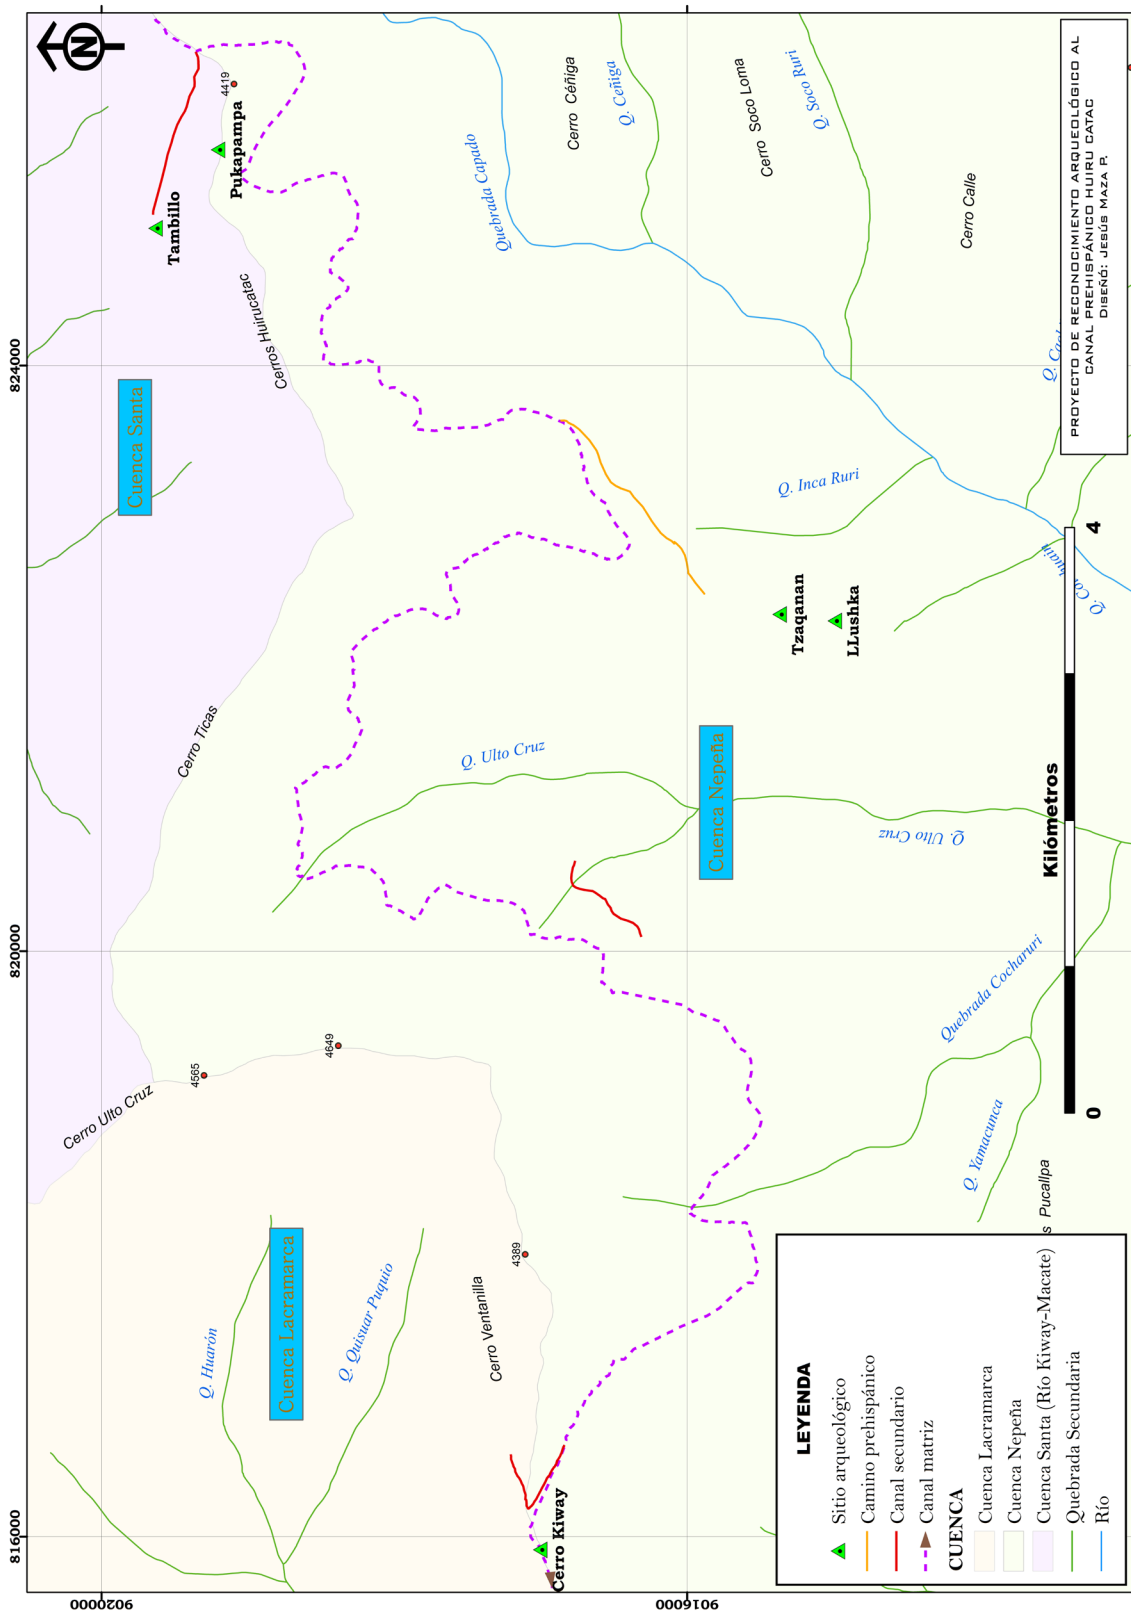 N
816000
820000
824000
9020000
9016000
Cuenca Santa
Cuenca Lacramarca
Cuenca Nepeña
Cerro Ulto Cruz
Cerro Ticas
Cerros Huirucatac
Tambillo
Pukapampa
4419
4565
4649
4389
Q. Huarón
Q. Quisuar Puquio
Cerro Ventanilla
Cerro Kiway
Quebrada Capado
Cerro Céñiga
Q. Ceñiga
Cerro Soco Loma
Q. Soco Ruri
Cerro Calle
Q. Inca Ruri
Tzaqanan
LLushka
Q. Ulto Cruz
Q. Ulto Cruz
Quebrada Cocharuri
Q. Yamacunca
s Pucallpa
Kilómetros
0
4
LEYENDA
Sitio arqueológico
Camino prehispánico
Canal secundario
Canal matriz
CUENCA
Cuenca Lacramarca
Cuenca Nepeña
Cuenca Santa (Río Kiway-Macate)
Quebrada Secundaria
Río
PROYECTO DE RECONOCIMIENTO ARQUEOLÓGICO AL
CANAL PREHISPÁNICO HUIRU CATAC
DISEÑÓ: JESÚS MAZA P.